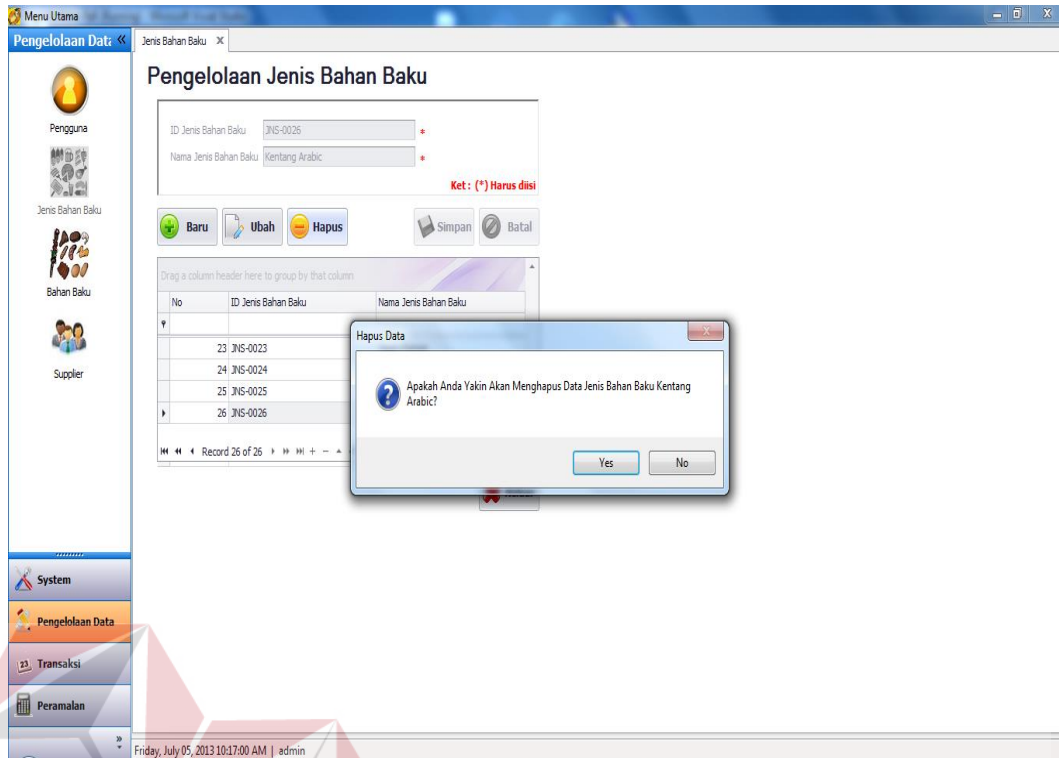 Menu Utama
Pengelolaan Dat: «
Jenis Bahan Baku X
Pengguna
Jenis Bahan Baku
Bahan Baku
Supplier
Pengelolaan Jenis Bahan Baku
ID Jenis Bahan Baku JNS-0026 *
Nama Jenis Bahan Baku Kentang Arabic *
Ket : (*) Harus diisi
Baru Ubah Hapus Simpan Batal
Drag a column header here to group by that column
No ID Jenis Bahan Baku Nama Jenis Bahan Baku
23 JNS-0023
24 JNS-0024
25 JNS-0025
26 JNS-0026
Record 26 of 26
Hapus Data
Apakah Anda Yakin Akan Menghapus Data Jenis Bahan Baku Kentang
Arabic?
Yes No
System
Pengelolaan Data
23 Transaksi
Peramalan
Friday, July 05, 2013 10:17:00 AM | admin